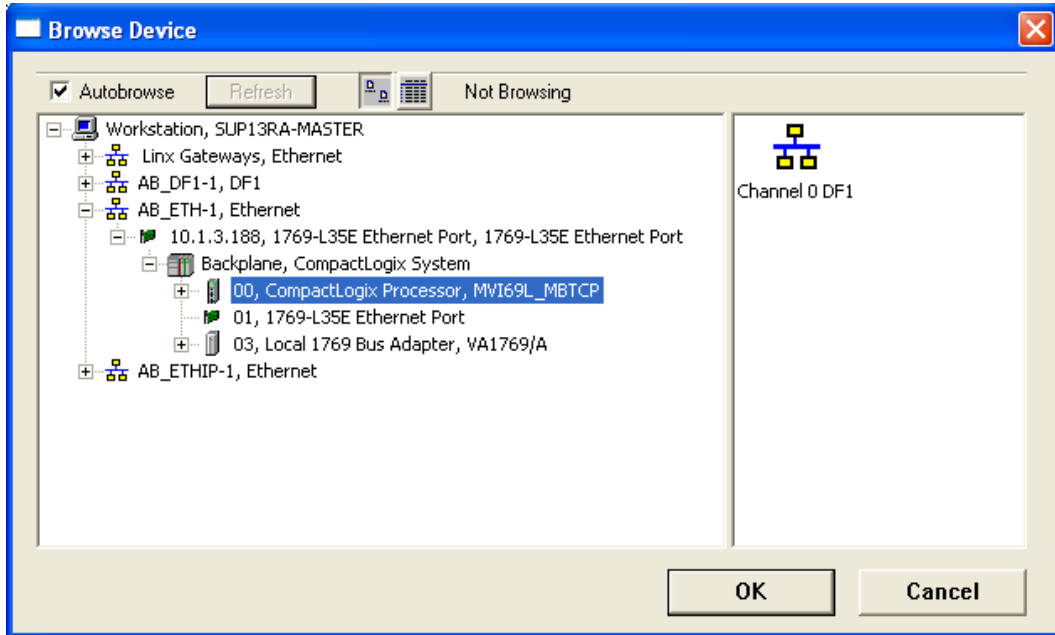 Browse Device
Autobrowse Refresh Not Browsing
Workstation, SUP13RA-MASTER
Linx Gateways, Ethernet
AB_DF1-1, DF1
AB_ETH-1, Ethernet
10.1.3.188, 1769-L35E Ethernet Port, 1769-L35E Ethernet Port
Backplane, CompactLogix System
00, CompactLogix Processor, MVI69L_MBTCP
01, 1769-L35E Ethernet Port
03, Local 1769 Bus Adapter, VA1769/A
AB_ETHIP-1, Ethernet
Channel 0 DF1
OK Cancel